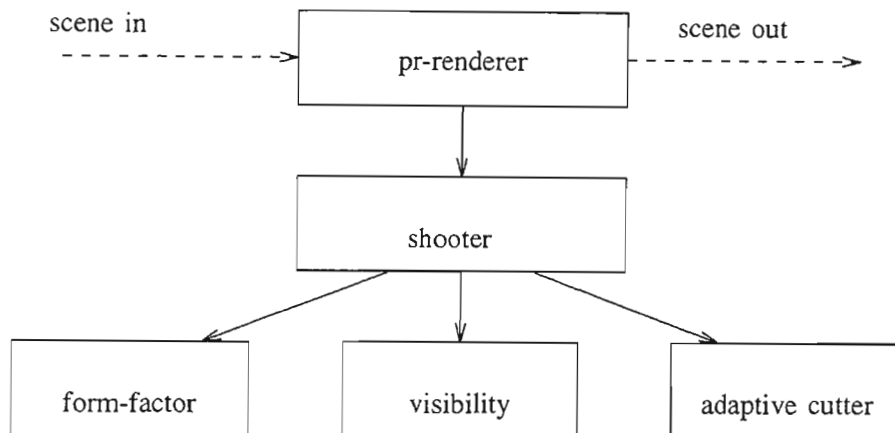 scene in
scene out
pr-renderer
shooter
form-factor
visibility
adaptive cutter